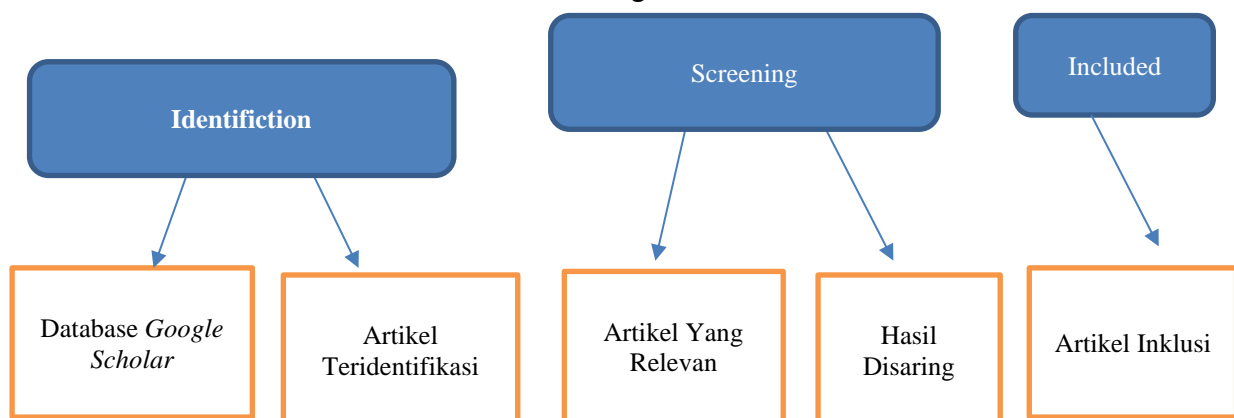 Identifiction
Screening
Included
Database Google
Scholar
Artikel
Teridentifikasi
Artikel Yang
Relevan
Hasil
Disaring
Artikel Inklusi